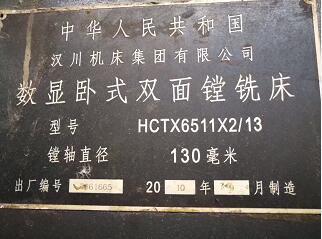 中华人民共和国
汉川机床集团有限公司
数显卧式双面镗铣床
型号 HCTX6511X2/13
镗轴直径 130毫米
出厂编号 661665 20 10 年 月制造